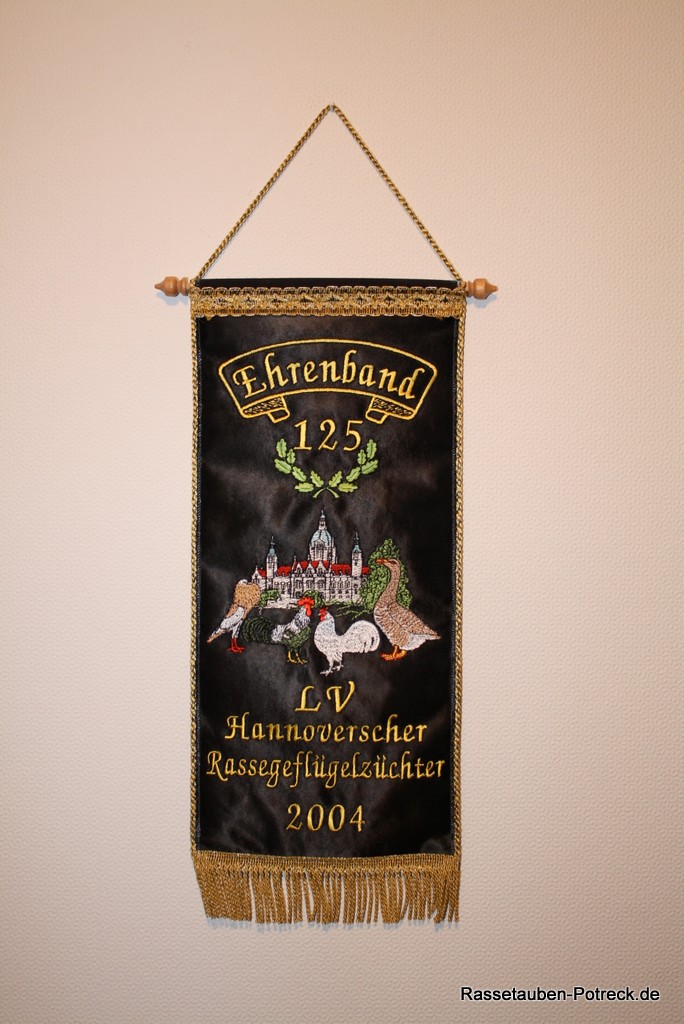 Ehrenband
125
LV
Hannoverscher
Rassegeflügelzüchter
2004
Rassetauben-Potreck.de